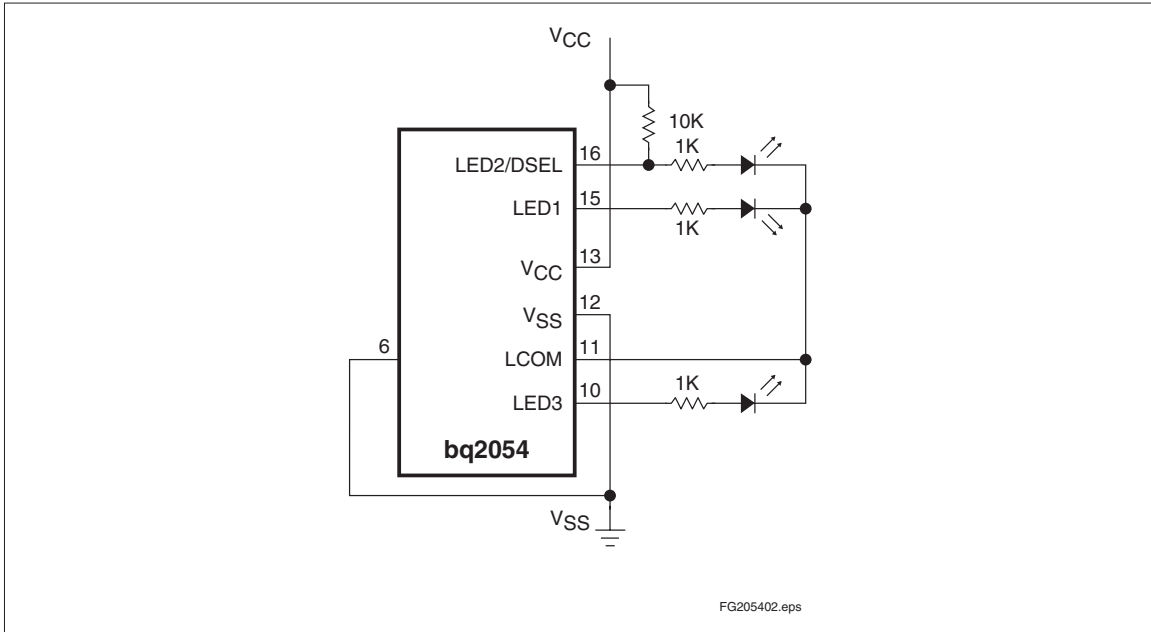 VCC
10K
1K
LED2/DSEL 16
LED1 15
1K
VCC 13
VSS 12
6
LCOM 11
LED3 10
1K
bq2054
VSS
FG205402.eps